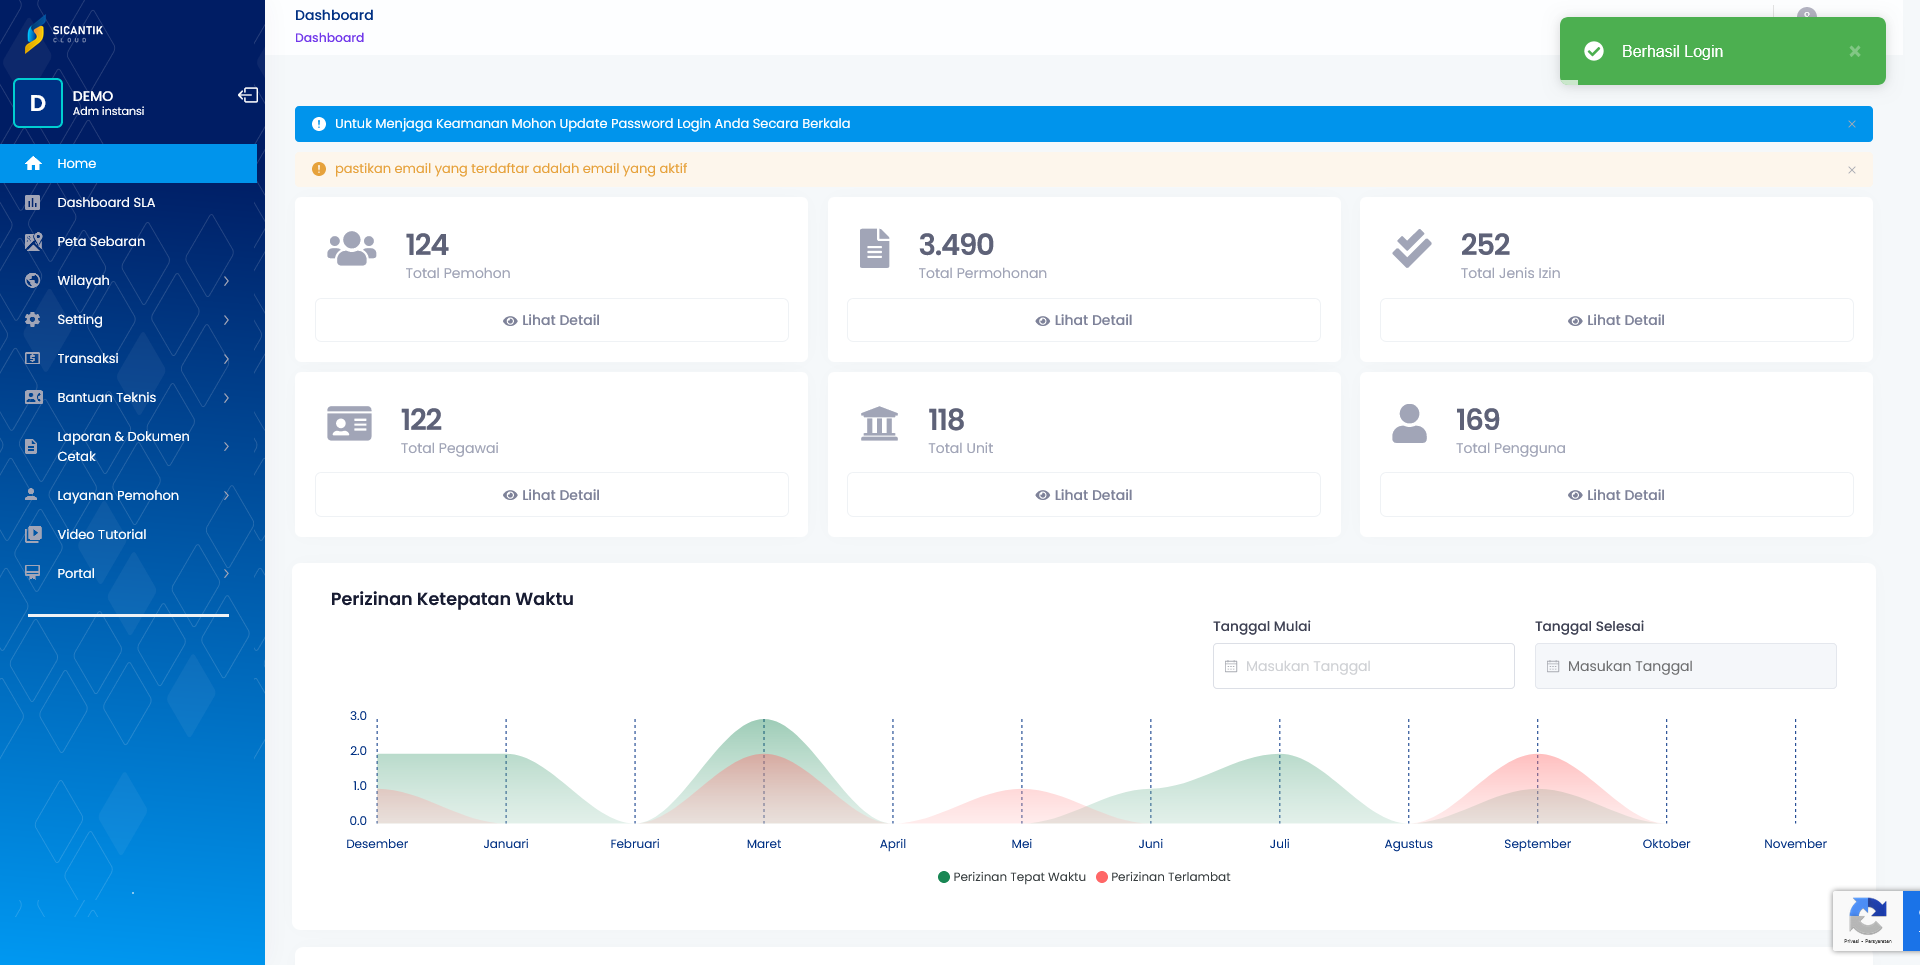 SICANTIK
CLOUD
D
DEMO
Adm instansi
Home
Dashboard SLA
Peta Sebaran
Wilayah
Setting
Transaksi
Bantuan Teknis
Laporan & Dokumen
Cetak
Layanan Pemohon
Video Tutorial
Portal
Dashboard
Dashboard
Berhasil Login
Untuk Menjaga Keamanan Mohon Update Password Login Anda Secara Berkala
pastikan email yang terdaftar adalah email yang aktif
124
Total Pemohon
Lihat Detail
3.490
Total Permohonan
Lihat Detail
252
Total Jenis Izin
Lihat Detail
122
Total Pegawai
Lihat Detail
118
Total Unit
Lihat Detail
169
Total Pengguna
Lihat Detail
Perizinan Ketepatan Waktu
Tanggal Mulai
Masukan Tanggal
Tanggal Selesai
Masukan Tanggal
3.0
2.0
1.0
0.0
Desember Januari Februari Maret April Mei Juni Juli Agustus September Oktober November
Perizinan Tepat Waktu Perizinan Terlambat
Privasi - Persyaratan